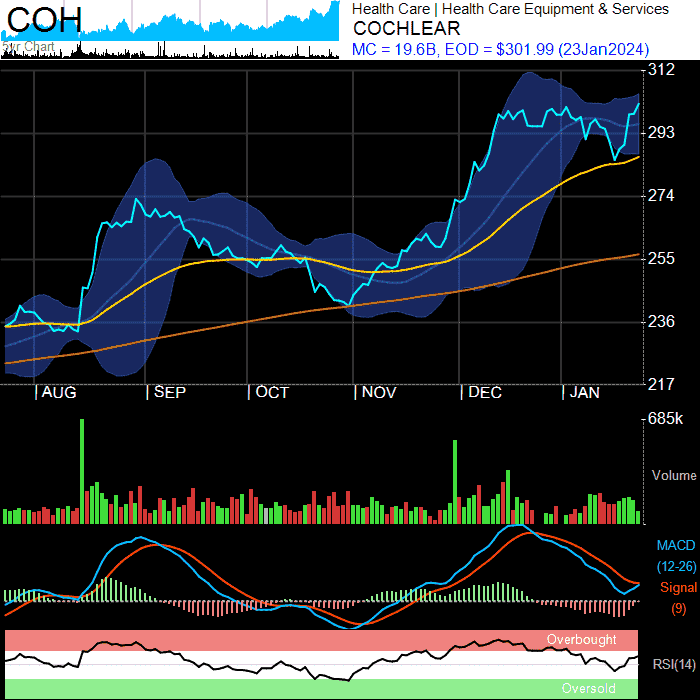 COH
5yr Chart
Health Care | Health Care Equipment & Services
COCHLEAR
MC = 19.6B, EOD = $301.99 (23Jan2024)
312
293
274
255
236
217
| AUG | SEP | OCT | NOV | DEC | JAN
685k
Volume
MACD
(12-26)
Signal
(9)
Overbought
RSI(14)
Oversold